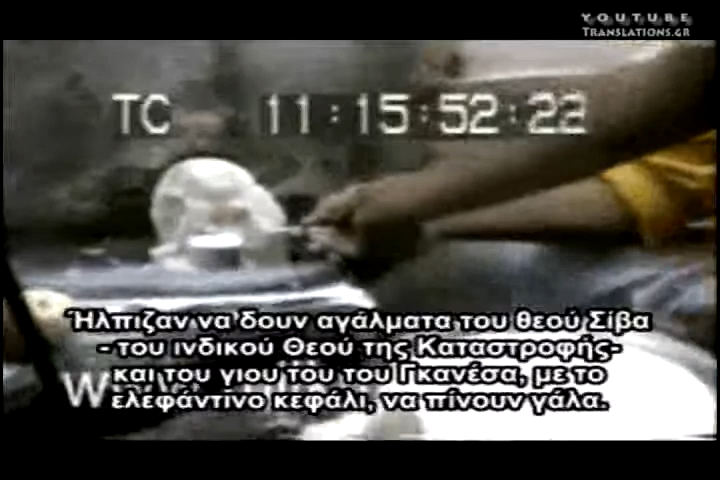 YOUTUBE
TRANSLATIONS.GR
TC 11:15:52:22
Ήλπιζαν να δουν αγάλματα του θεού Σίβα
-του ινδικού Θεού της Καταστροφής-
και του γιου του του Γκανέσα, με το
ελεφάντινο κεφάλι, να πίνουν γάλα.